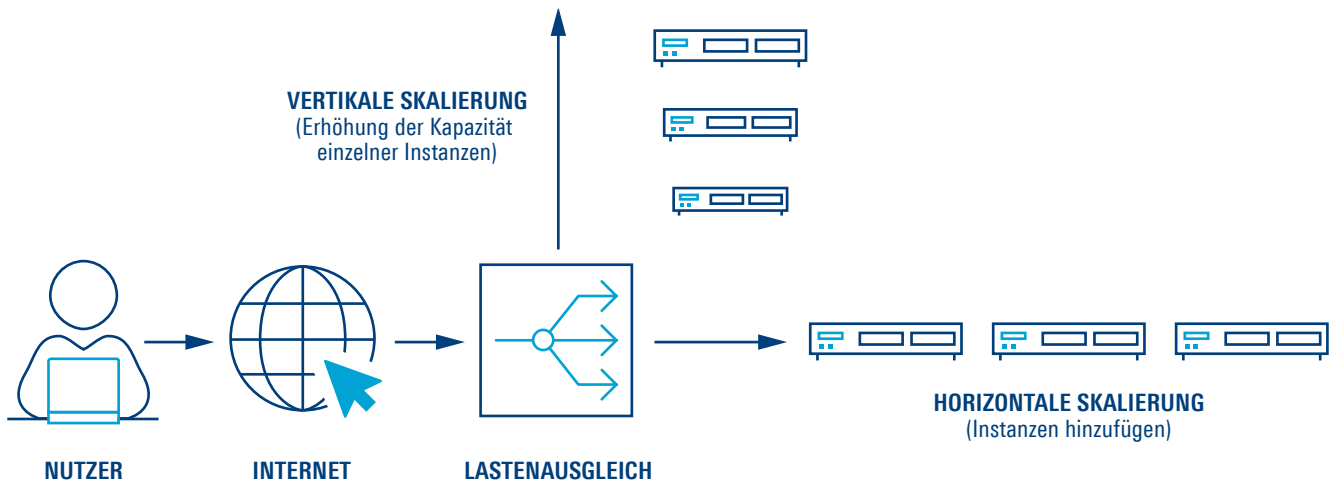 VERTIKALE SKALIERUNG
(Erhöhung der Kapazität
einzelner Instanzen)
HORIZONTALE SKALIERUNG
(Instanzen hinzufügen)
NUTZER
INTERNET
LASTENAUSGLEICH